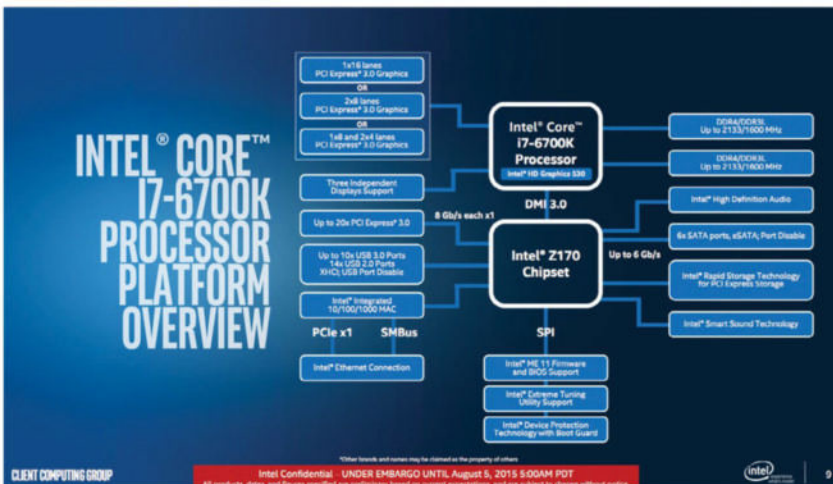 INTEL® CORE™
I7-6700K
PROCESSOR
PLATFORM
OVERVIEW
1x16 lanes
PCI Express® 3.0 Graphics
OR
2x8 lanes
PCI Express® 3.0 Graphics
OR
1x8 and 2x4 lanes
PCI Express® 3.0 Graphics
Three Independent
Displays Support
Up to 20x PCI Express® 3.0
Up to 10x USB 3.0 Ports
14x USB 2.0 Ports
XHCI; USB Port Disable
Intel® Integrated
10/100/1000 MAC
PCIe x1
SMBus
Intel® Ethernet Connection
Intel® Core™
i7-6700K
Processor
Intel® HD Graphics 530
DMI 3.0
8 Gb/s each x1
Intel® Z170
Chipset
Up to 6 Gb/s
SPI
Intel® ME 11 Firmware
and BIOS Support
Intel® Extreme Tuning
Utility Support
Intel® Device Protection
Technology with Boot Guard
DDR4/DDR3L
Up to 2133/1600 MHz
DDR4/DDR3L
Up to 2133/1600 MHz
Intel® High Definition Audio
6x SATA ports, eSATA; Port Disable
Intel® Rapid Storage Technology
for PCI Express Storage
Intel® Smart Sound Technology
*Other brands and names may be claimed as the property of others
CLIENT COMPUTING GROUP
Intel Confidential - UNDER EMBARGO UNTIL August 5, 2015 5:00AM PDT
intel
9